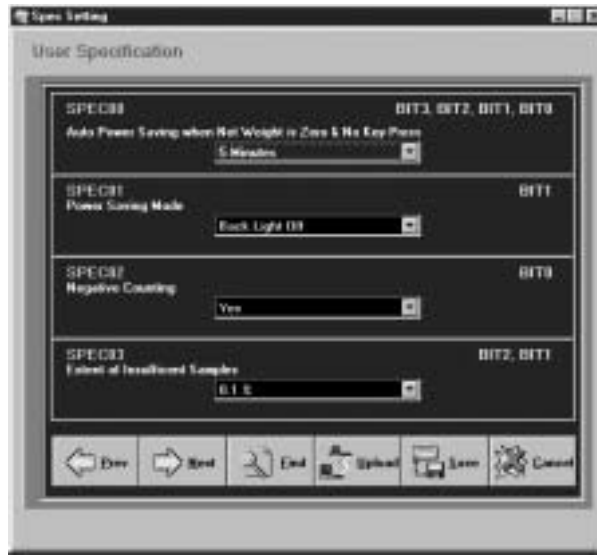 Spec Setting
User Specification
SPEC00 BIT3, BIT2, BIT1, BIT0
Auto Power Saving when Net Weight is Zero & No Key Press
5 Minutes
SPEC01 BIT1
Power Saving Mode
Back Light Off
SPEC02 BIT0
Negative Counting
Yes
SPEC03 BIT2, BIT1
Extent of Insufficient Samples
0.1 %
Prev Next Find Upload Save Cancel